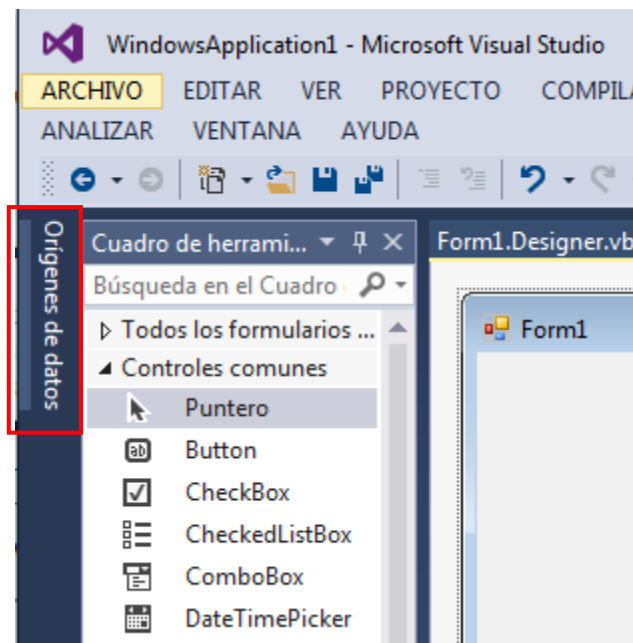 WindowsApplication1 - Microsoft Visual Studio
ARCHIVO EDITAR VER PROYECTO COMPILA
ANALIZAR VENTANA AYUDA
Orígenes de datos
Cuadro de herrami...
Form1.Designer.vb
Búsqueda en el Cuadro
Form1
Todos los formularios ...
Controles comunes
Puntero
Button
CheckBox
CheckedListBox
ComboBox
DateTimePicker